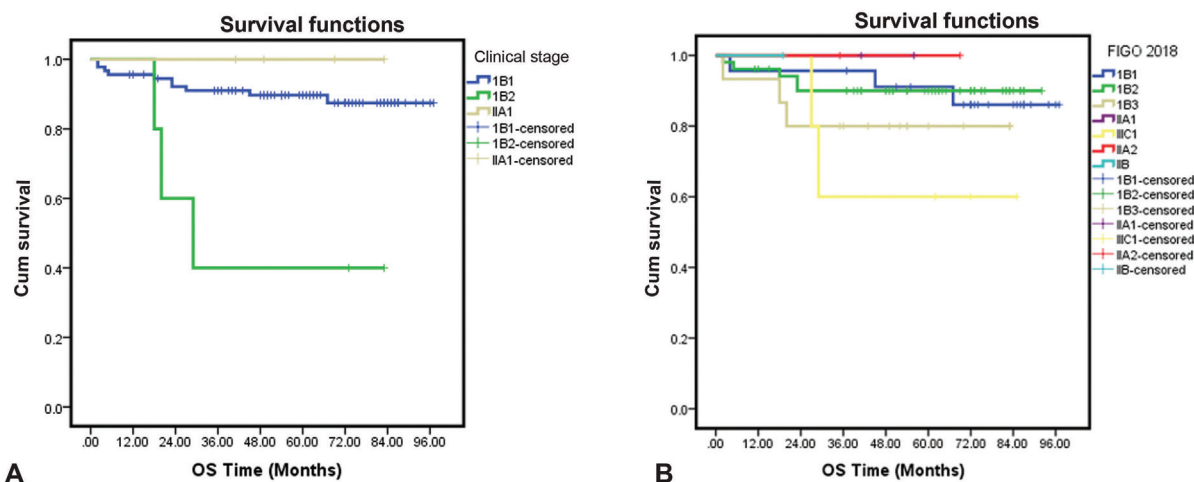 Survival functions
Clinical stage
1B1
1B2
IIA1
1B1-censored
1B2-censored
IIA1-censored
Cum survival
1.0
0.8
0.6
0.4
0.2
0.0
.00 12.00 24.00 36.00 48.00 60.00 72.00 84.00 96.00
OS Time (Months)
A
Survival functions
FIGO 2018
1B1
1B2
1B3
IIA1
IIIC1
IIA2
IIB
1B1-censored
1B2-censored
1B3-censored
IIA1-censored
IIIC1-censored
IIA2-censored
IIB-censored
Cum survival
1.0
0.8
0.6
0.4
0.2
0.0
.00 12.00 24.00 36.00 48.00 60.00 72.00 84.00 96.00
OS Time (Months)
B